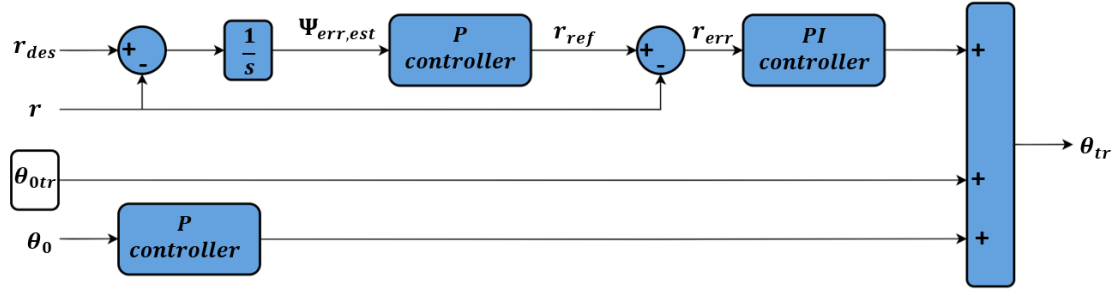 r_des
+
-
1
s
Ψ_err,est
P
controller
r_ref
+
-
r_err
PI
controller
+
r
θ_0tr
+
θ_tr
θ_0
P
controller
+